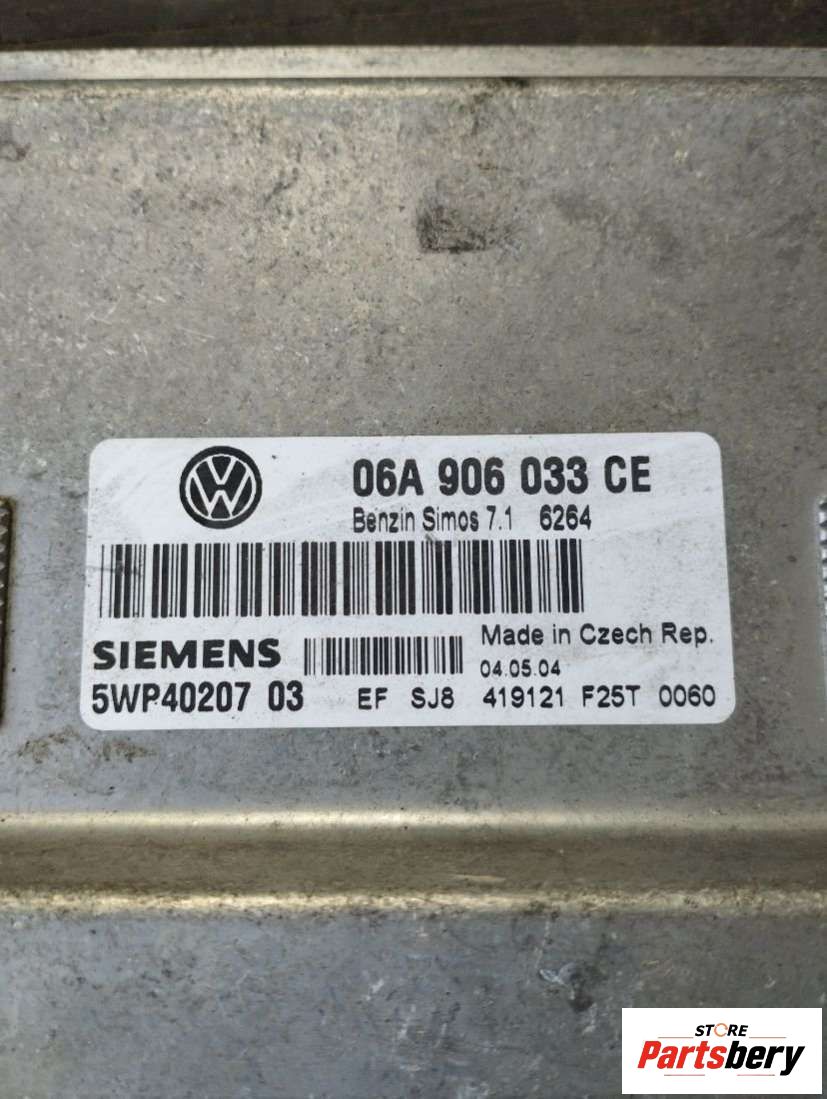 06A 906 033 CE
Benzin Simos 7.1 6264
SIEMENS
Made in Czech Rep.
04.05.04
5WP40207 03 EF SJ8 419121 F25T 0060
STORE
Partsbery